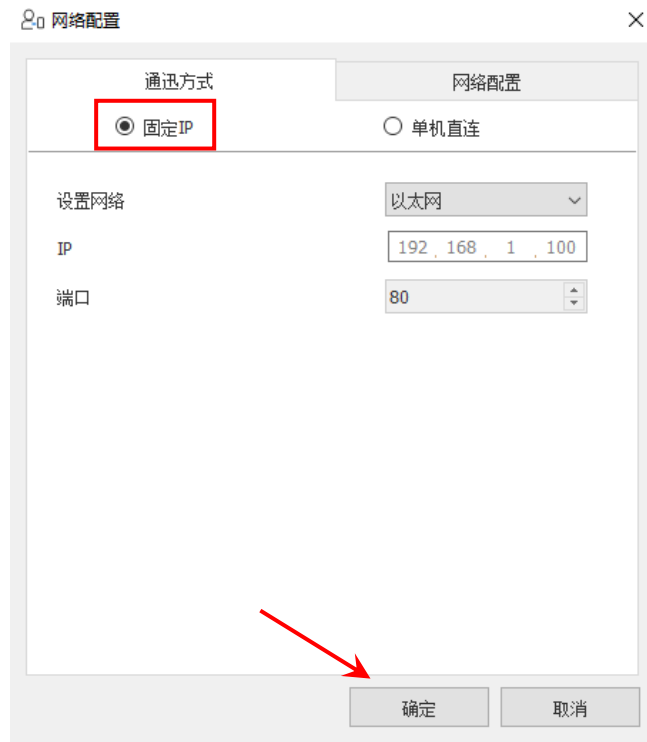 网络配置
通迅方式 网络配置
固定IP 单机直连
设置网络 以太网
IP 192 . 168 . 1 . 100
端口 80
确定 取消